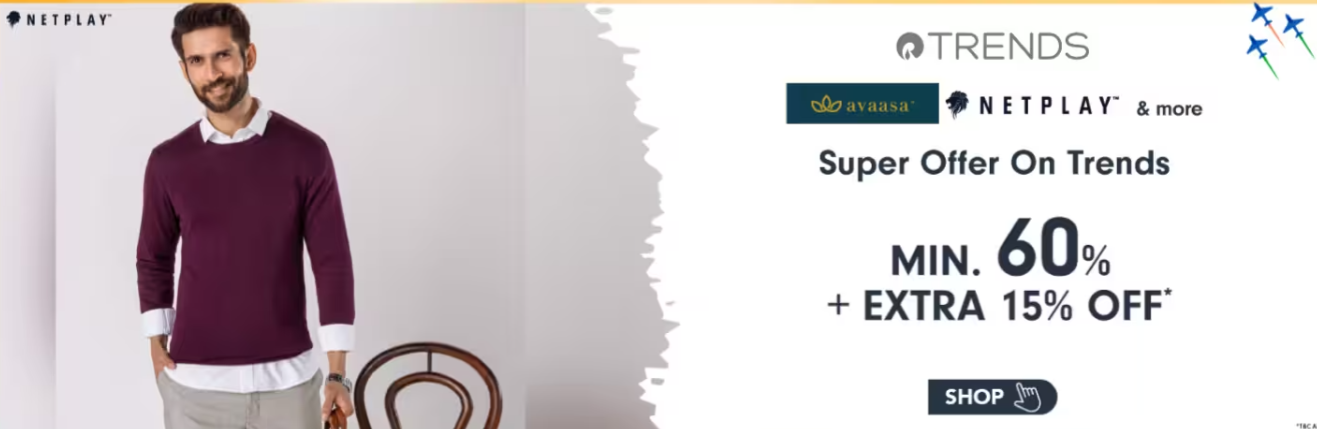 NETPLAY™
TRENDS
avaasa™ NETPLAY™ & more
Super Offer On Trends
MIN. 60%
+ EXTRA 15% OFF*
SHOP